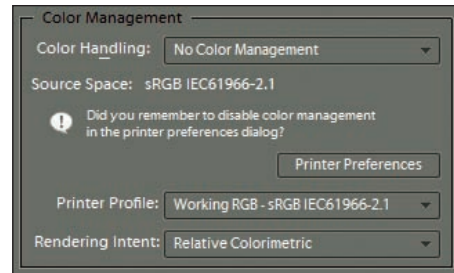 Color Management
Color Handling: No Color Management
Source Space: sRGB IEC61966-2.1
Did you remember to disable color management
in the printer preferences dialog?
Printer Preferences
Printer Profile: Working RGB - sRGB IEC61966-2.1
Rendering Intent: Relative Colorimetric